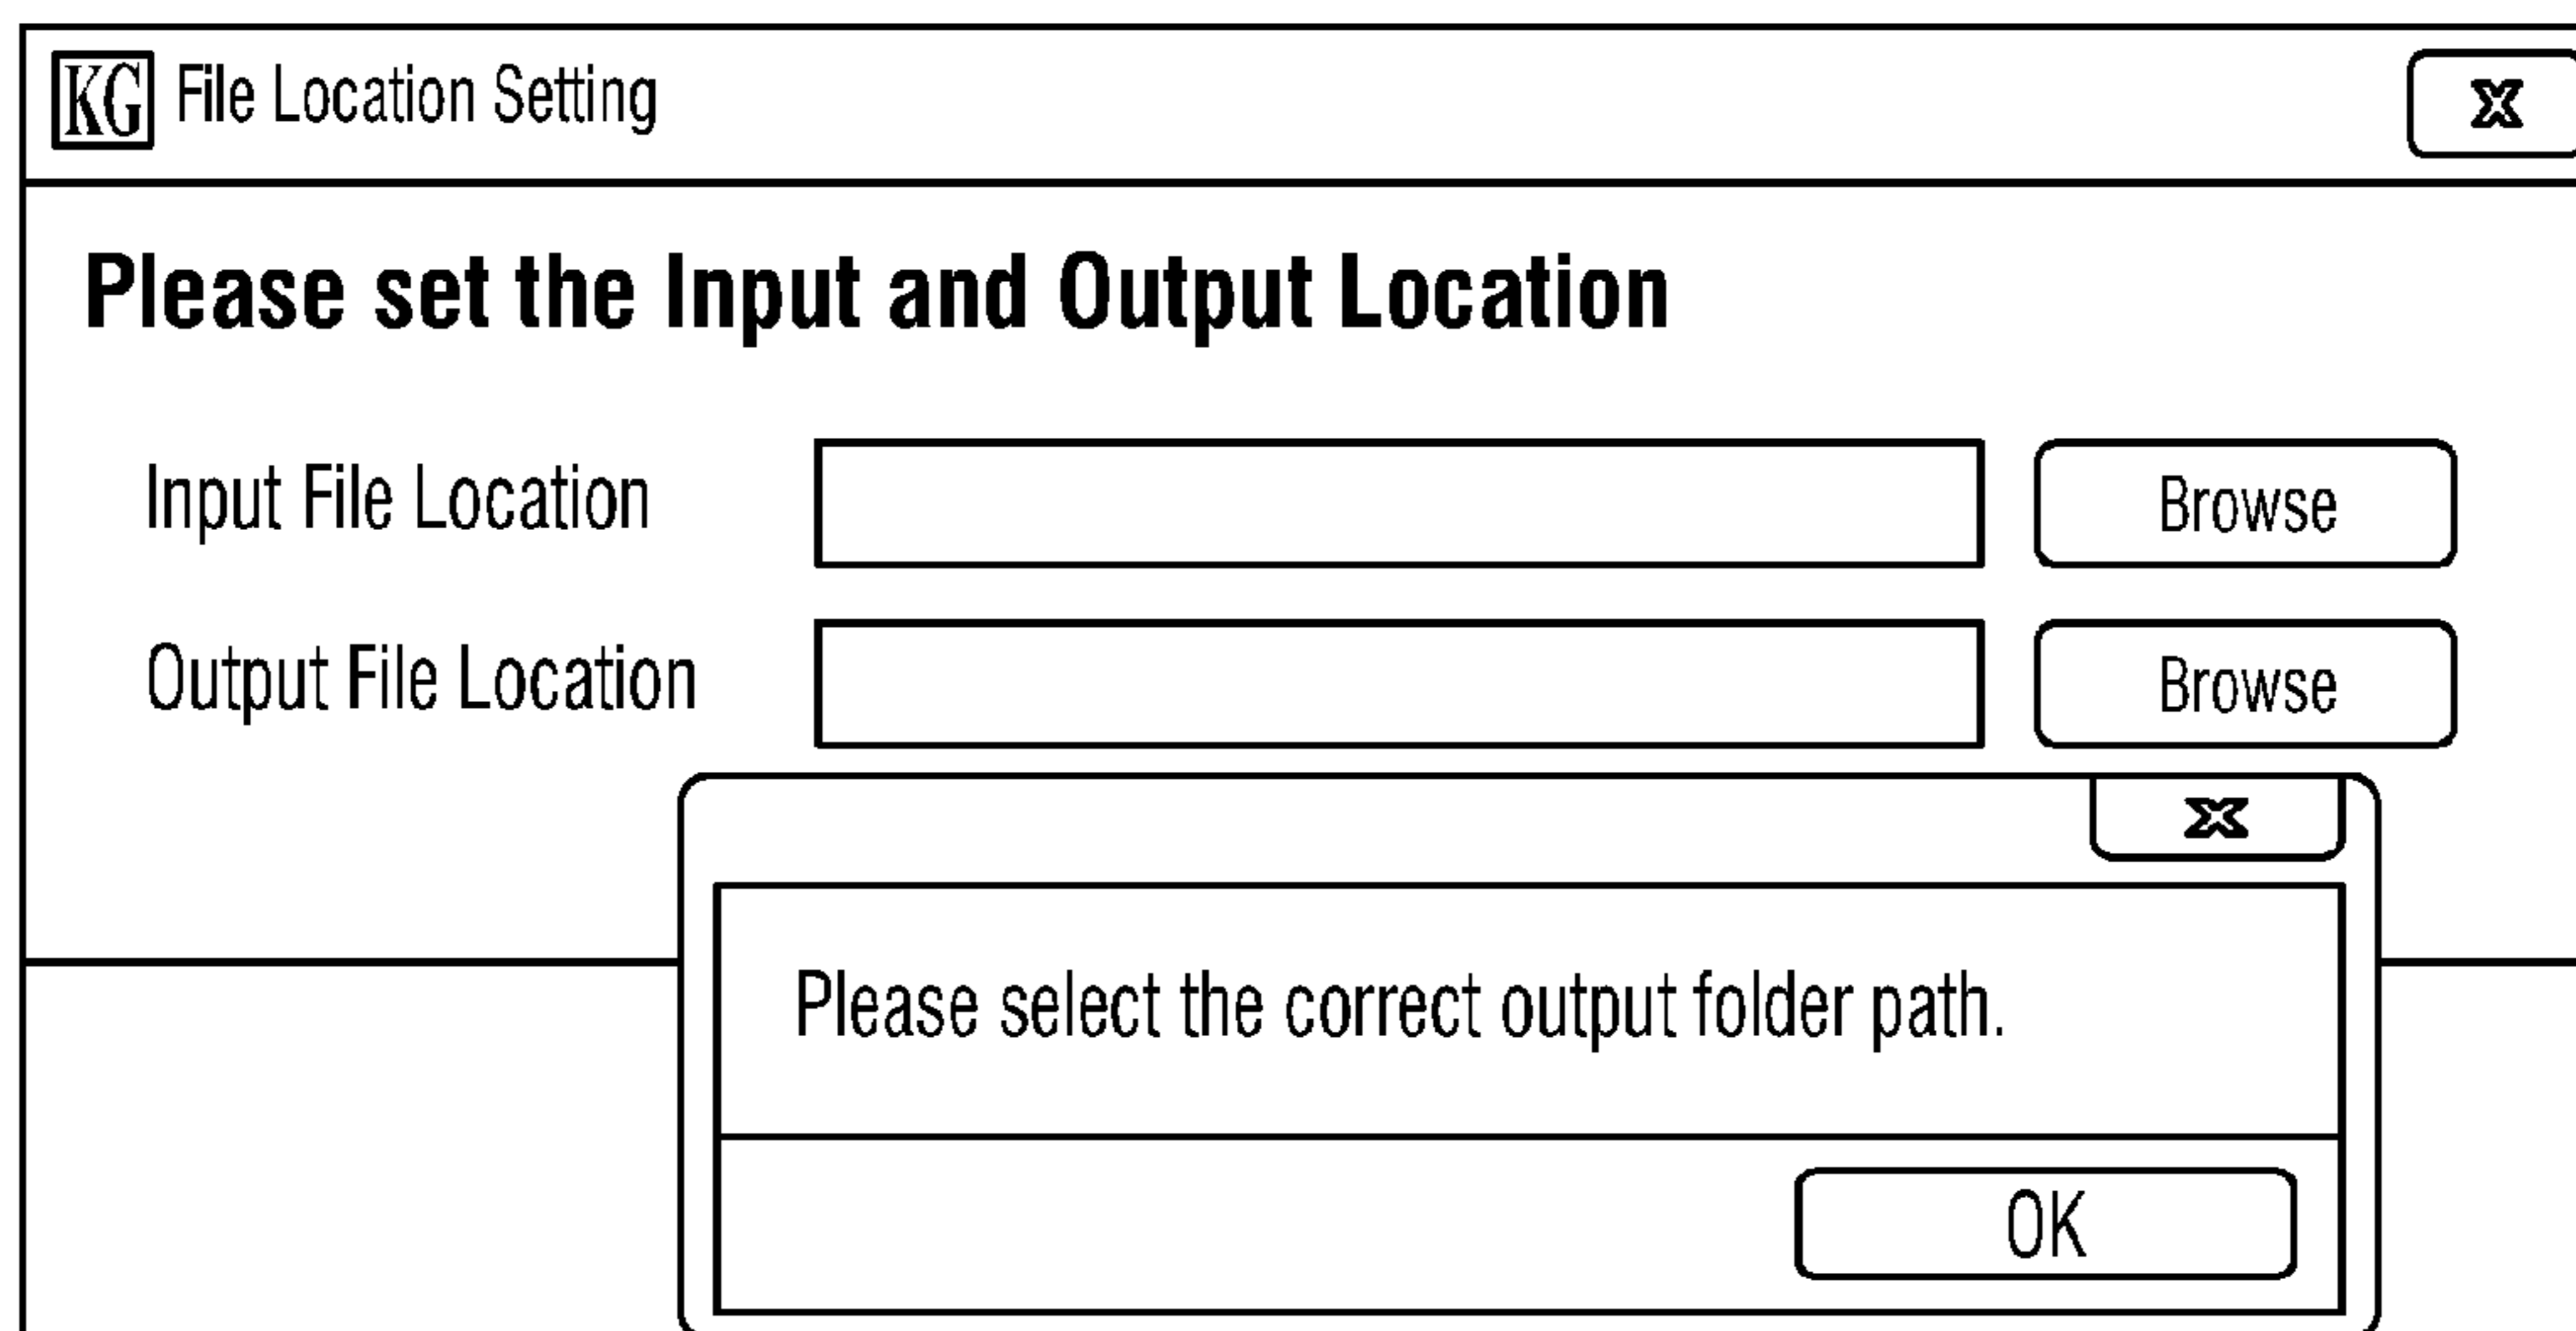 KG File Location Setting X
Please set the Input and Output Location
Input File Location Browse
Output File Location Browse
X
Please select the correct output folder path.
OK